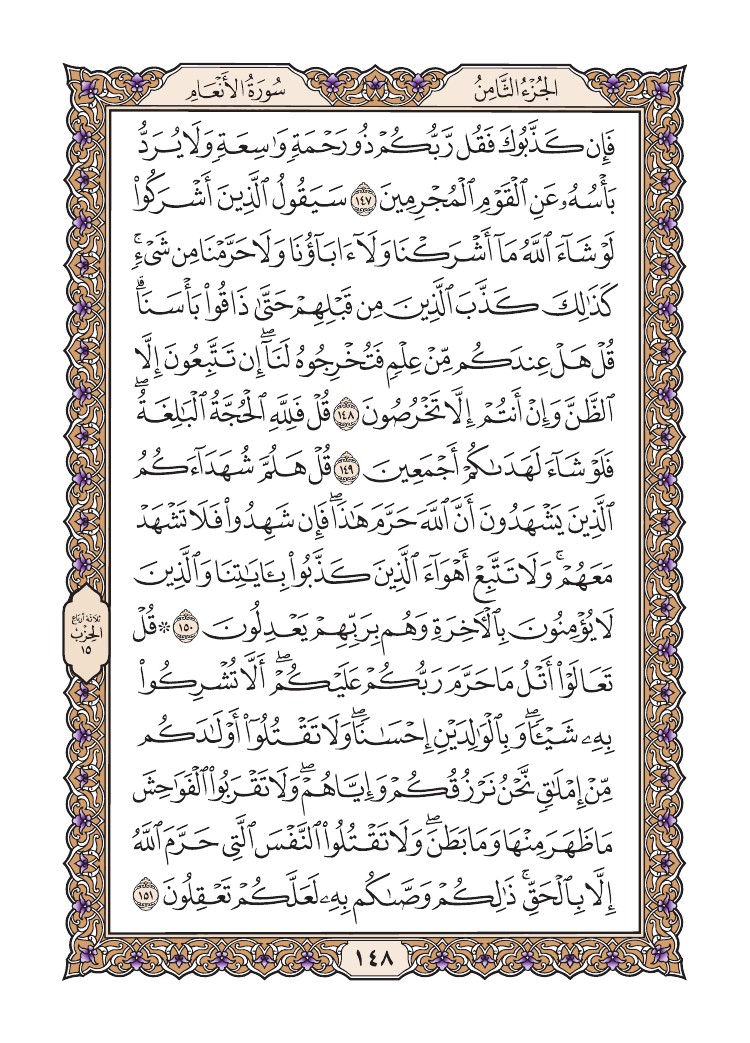 الجُزْءُ الثَّامِنُ
سُورَةُ الأَنْعَامِ
فَإِن كَذَّبُوكَ فَقُل رَّبُّكُمْ ذُو رَحْمَةٍ وَٰسِعَةٍ وَلَا يُرَدُّ
بَأْسُهُۥ عَنِ ٱلْقَوْمِ ٱلْمُجْرِمِينَ ١٤٧ سَيَقُولُ ٱلَّذِينَ أَشْرَكُوا۟
لَوْ شَآءَ ٱللَّهُ مَآ أَشْرَكْنَا وَلَآ ءَابَآؤُنَا وَلَا حَرَّمْنَا مِن شَىْءٍۚ
كَذَٰلِكَ كَذَّبَ ٱلَّذِينَ مِن قَبْلِهِمْ حَتَّىٰ ذَاقُوا۟ بَأْسَنَاۗ
قُلْ هَلْ عِندَكُم مِّنْ عِلْمٍ فَتُخْرِجُوهُ لَنَآۖ إِن تَتَّبِعُونَ إِلَّا
ٱلظَّنَّ وَإِنْ أَنتُمْ إِلَّا تَخْرُصُونَ ١٤٨ قُلْ فَلِلَّهِ ٱلْحُجَّةُ ٱلْبَٰلِغَةُۖ
فَلَوْ شَآءَ لَهَدَىٰكُمْ أَجْمَعِينَ ١٤٩ قُلْ هَلُمَّ شُهَدَآءَكُمُ
ٱلَّذِينَ يَشْهَدُونَ أَنَّ ٱللَّهَ حَرَّمَ هَٰذَاۖ فَإِن شَهِدُوا۟ فَلَا تَشْهَدْ
مَعَهُمْۚ وَلَا تَتَّبِعْ أَهْوَآءَ ٱلَّذِينَ كَذَّبُوا۟ بِـَٔايَٰتِنَا وَٱلَّذِينَ
لَا يُؤْمِنُونَ بِٱلْءَاخِرَةِ وَهُم بِرَبِّهِمْ يَعْدِلُونَ ١٥٠ ۞ قُلْ
تَعَالَوْا۟ أَتْلُ مَا حَرَّمَ رَبُّكُمْ عَلَيْكُمْۖ أَلَّا تُشْرِكُوا۟
بِهِۦ شَيْـًٔاۖ وَبِٱلْوَٰلِدَيْنِ إِحْسَٰنًاۖ وَلَا تَقْتُلُوٓا۟ أَوْلَٰدَكُم
مِّنْ إِمْلَٰقٍۖ نَّحْنُ نَرْزُقُكُمْ وَإِيَّاهُمْۖ وَلَا تَقْرَبُوا۟ ٱلْفَوَٰحِشَ
مَا ظَهَرَ مِنْهَا وَمَا بَطَنَۖ وَلَا تَقْتُلُوا۟ ٱلنَّفْسَ ٱلَّتِى حَرَّمَ ٱللَّهُ
إِلَّا بِٱلْحَقِّۚ ذَٰلِكُمْ وَصَّىٰكُم بِهِۦ لَعَلَّكُمْ تَعْقِلُونَ ١٥١
ثلاثة أرباع
الحزب
١٥
١٤٨